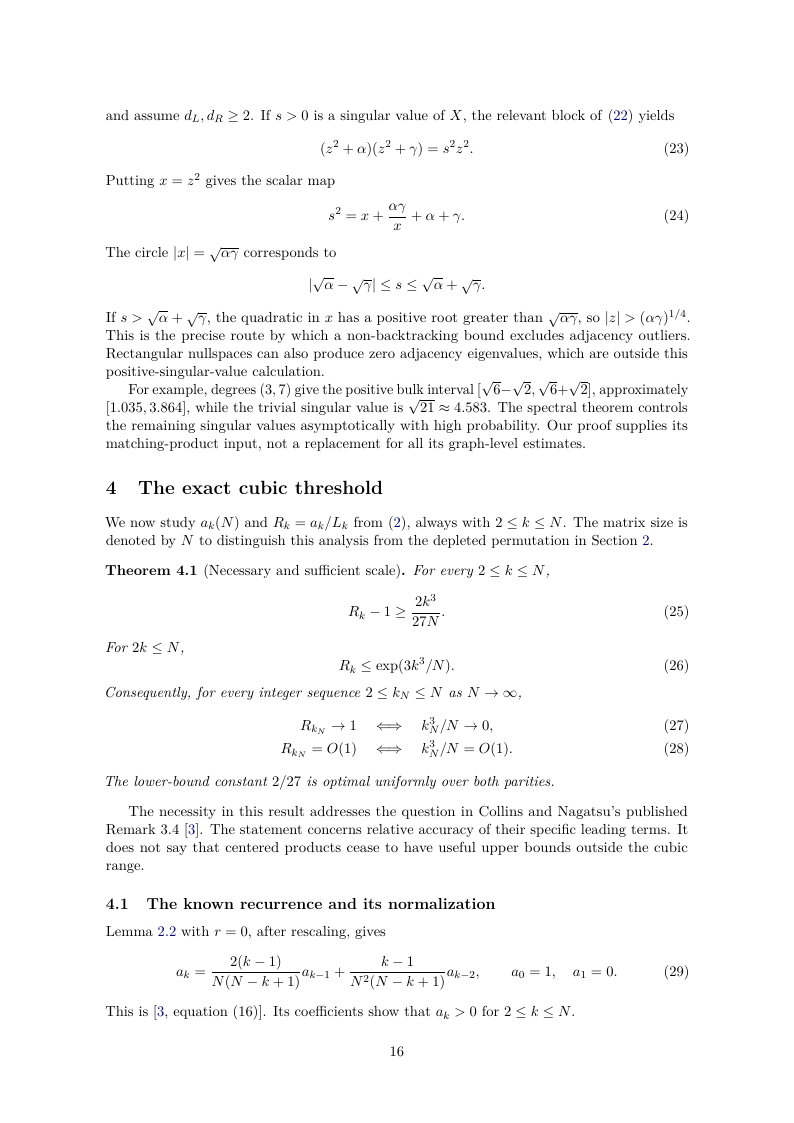 and assume d_L, d_R ≥ 2. If s > 0 is a singular value of X, the relevant block of (22) yields
(z² + α)(z² + γ) = s²z². (23)
Putting x = z² gives the scalar map
s² = x + αγ/x + α + γ. (24)
The circle |x| = √αγ corresponds to
|√α − √γ| ≤ s ≤ √α + √γ.
If s > √α + √γ, the quadratic in x has a positive root greater than √αγ, so |z| > (αγ)^{1/4}.
This is the precise route by which a non-backtracking bound excludes adjacency outliers.
Rectangular nullspaces can also produce zero adjacency eigenvalues, which are outside this
positive-singular-value calculation.
For example, degrees (3, 7) give the positive bulk interval [√6−√2, √6+√2], approximately
[1.035, 3.864], while the trivial singular value is √21 ≈ 4.583. The spectral theorem controls
the remaining singular values asymptotically with high probability. Our proof supplies its
matching-product input, not a replacement for all its graph-level estimates.
4 The exact cubic threshold
We now study a_k(N) and R_k = a_k/L_k from (2), always with 2 ≤ k ≤ N. The matrix size is
denoted by N to distinguish this analysis from the depleted permutation in Section 2.
Theorem 4.1 (Necessary and sufficient scale). For every 2 ≤ k ≤ N,
R_k − 1 ≥ 2k³/27N. (25)
For 2k ≤ N,
R_k ≤ exp(3k³/N). (26)
Consequently, for every integer sequence 2 ≤ k_N ≤ N as N → ∞,
R_{k_N} → 1 ⟺ k_N³/N → 0, (27)
R_{k_N} = O(1) ⟺ k_N³/N = O(1). (28)
The lower-bound constant 2/27 is optimal uniformly over both parities.
The necessity in this result addresses the question in Collins and Nagatsu's published
Remark 3.4 [3]. The statement concerns relative accuracy of their specific leading terms. It
does not say that centered products cease to have useful upper bounds outside the cubic
range.
4.1 The known recurrence and its normalization
Lemma 2.2 with r = 0, after rescaling, gives
a_k = 2(k − 1)/N(N − k + 1) a_{k−1} + k − 1/N²(N − k + 1) a_{k−2}, a_0 = 1, a_1 = 0. (29)
This is [3, equation (16)]. Its coefficients show that a_k > 0 for 2 ≤ k ≤ N.
16